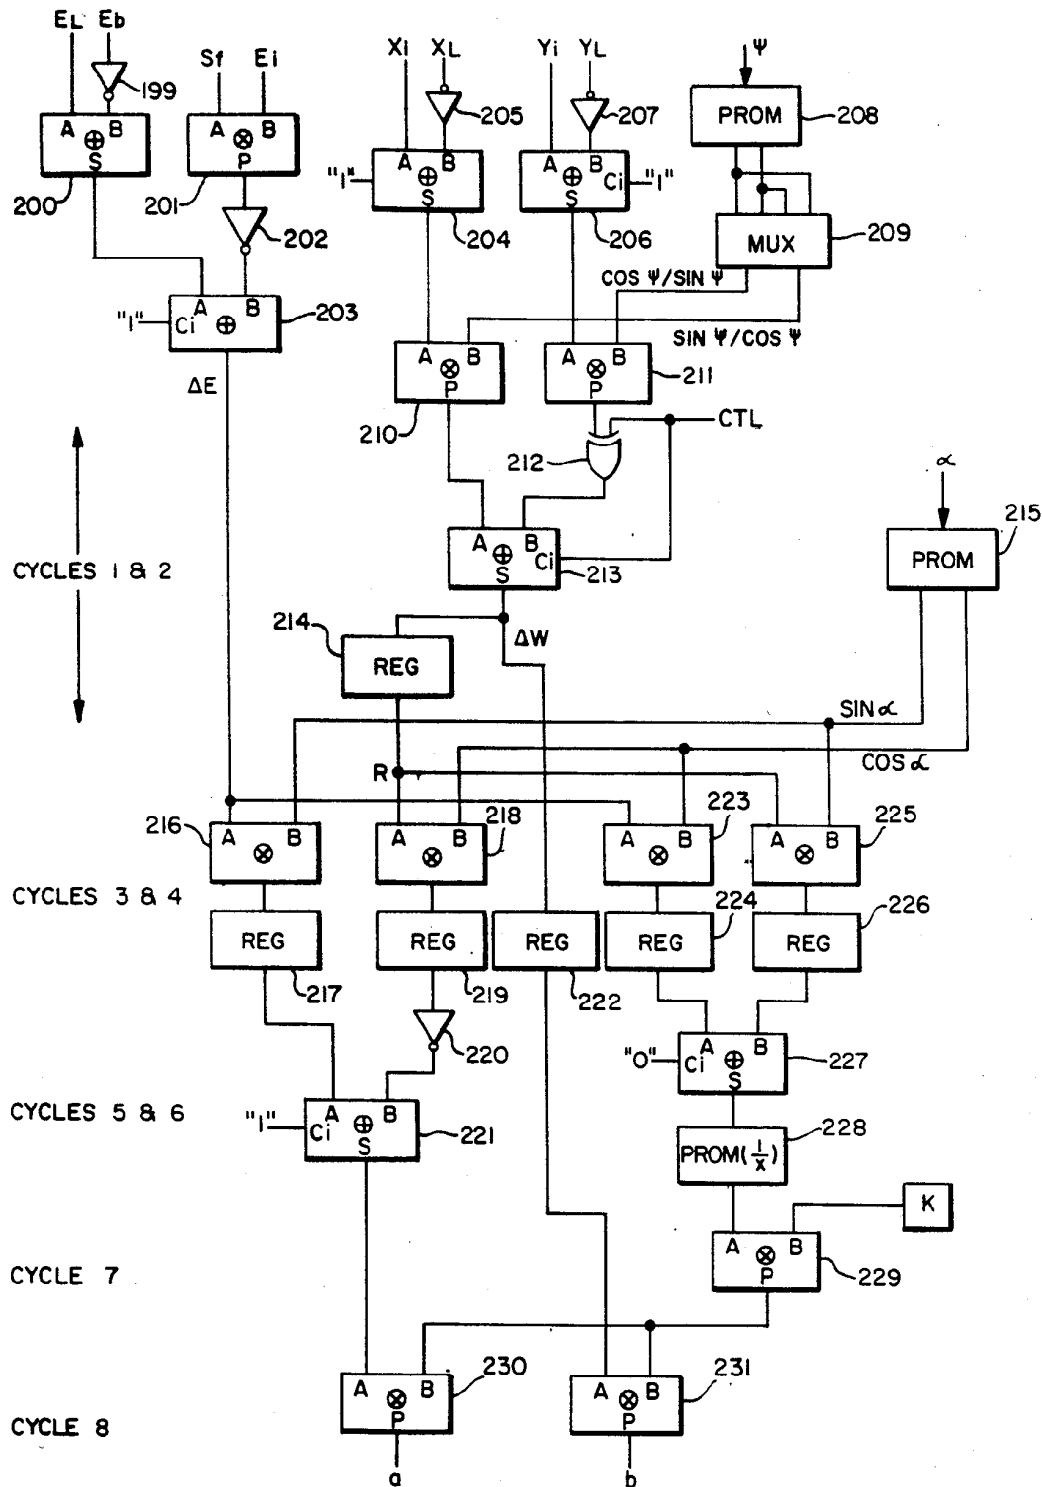 EL Eb
199
A B
⊕
S
200
Sf Ei
A B
⊗
P
201
202
"1" Ci A B
⊕
203
ΔE
Xi XL
205
A B
"1" ⊕
S
204
Yi YL
207
A B
⊕ Ci "1"
S
206
Ψ
PROM 208
MUX 209
COS Ψ/SIN Ψ
SIN Ψ/COS Ψ
A B
⊗
P
210
A B
⊗
P
211
CTL
212
A B
⊕ Ci
S
213
CYCLES 1 & 2
∝
215
PROM
214
REG
ΔW
SIN ∝
COS ∝
R
216 A B
⊗
A B 218
⊗
223
A B
⊗
A B 225
⊗
CYCLES 3 & 4
REG
217
REG
219
REG
222
224
REG
226
REG
220
"0" Ci A B
⊕
S
227
CYCLES 5 & 6
"1" Ci A B
⊕
S
221
228
PROM(1/x)
K
A B
⊗
P
229
CYCLE 7
A B 230
⊗
P
A B 231
⊗
P
CYCLE 8
a
b